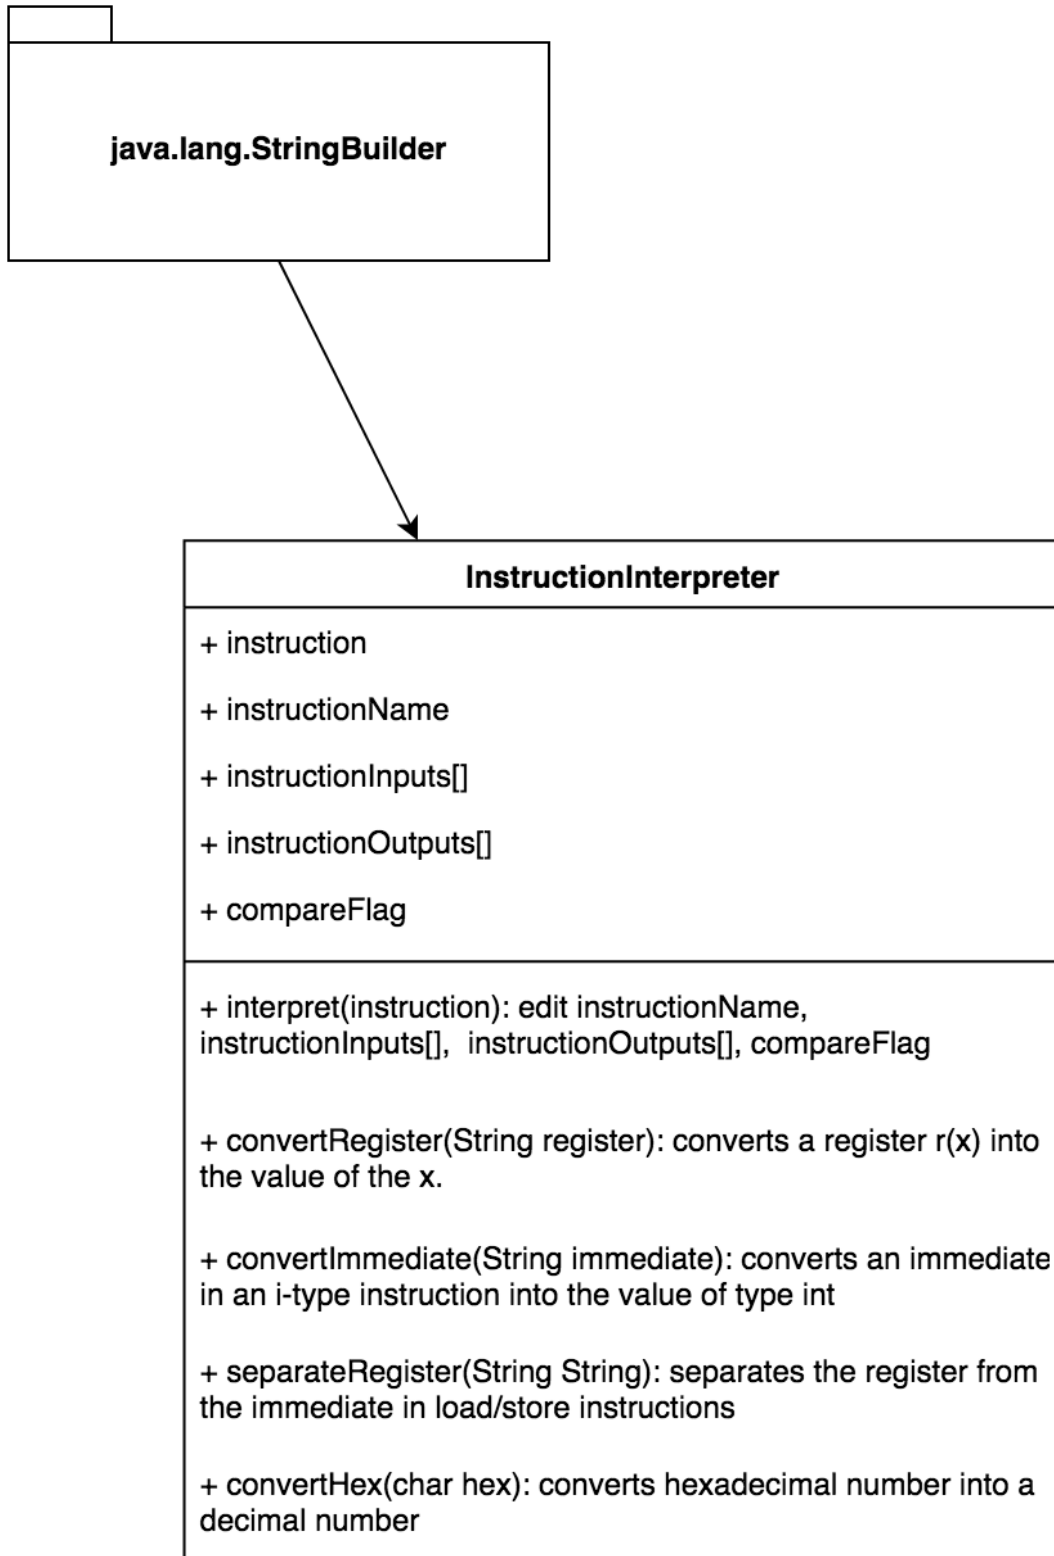 java.lang.StringBuilder
InstructionInterpreter
+ instruction
+ instructionName
+ instructionInputs[]
+ instructionOutputs[]
+ compareFlag
+ interpret(instruction): edit instructionName,
instructionInputs[],  instructionOutputs[], compareFlag
+ convertRegister(String register): converts a register r(x) into
the value of the x.
+ convertImmediate(String immediate): converts an immediate
in an i-type instruction into the value of type int
+ separateRegister(String String): separates the register from
the immediate in load/store instructions
+ convertHex(char hex): converts hexadecimal number into a
decimal number